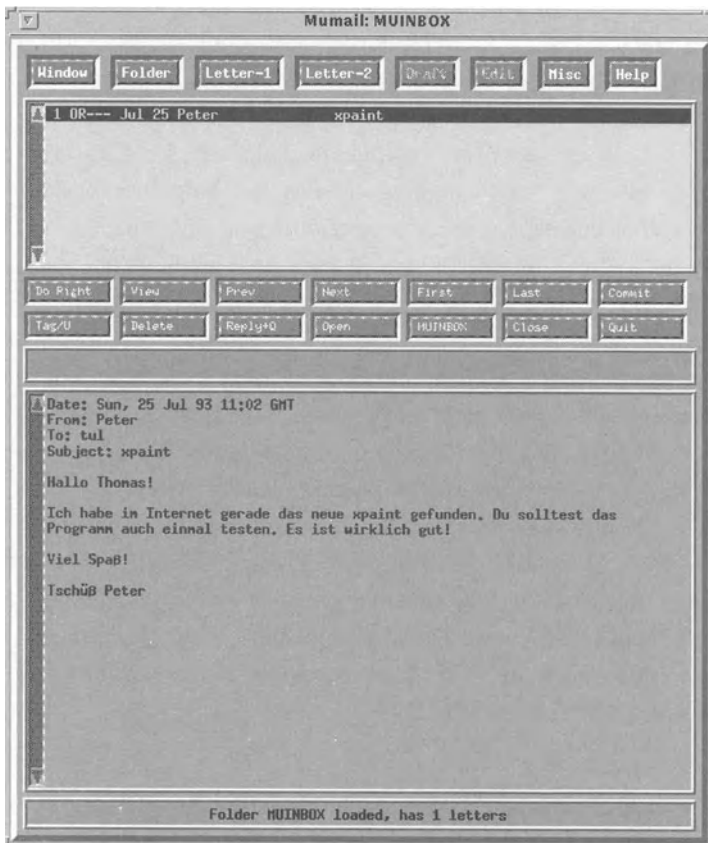 Mumail: MUINBOX
Window Folder Letter-1 Letter-2 Draft Edit Misc Help
1 OR--- Jul 25 Peter xpaint
Do Right View Prev Next First Last Commit
Tag/U Delete Reply+Q Open MUINBOX Close Quit
Date: Sun, 25 Jul 93 11:02 GMT
From: Peter
To: tul
Subject: xpaint
Hallo Thomas!
Ich habe im Internet gerade das neue xpaint gefunden. Du solltest das
Programm auch einmal testen. Es ist wirklich gut!
Viel Spaß!
Tschüß Peter
Folder MUINBOX loaded, has 1 letters